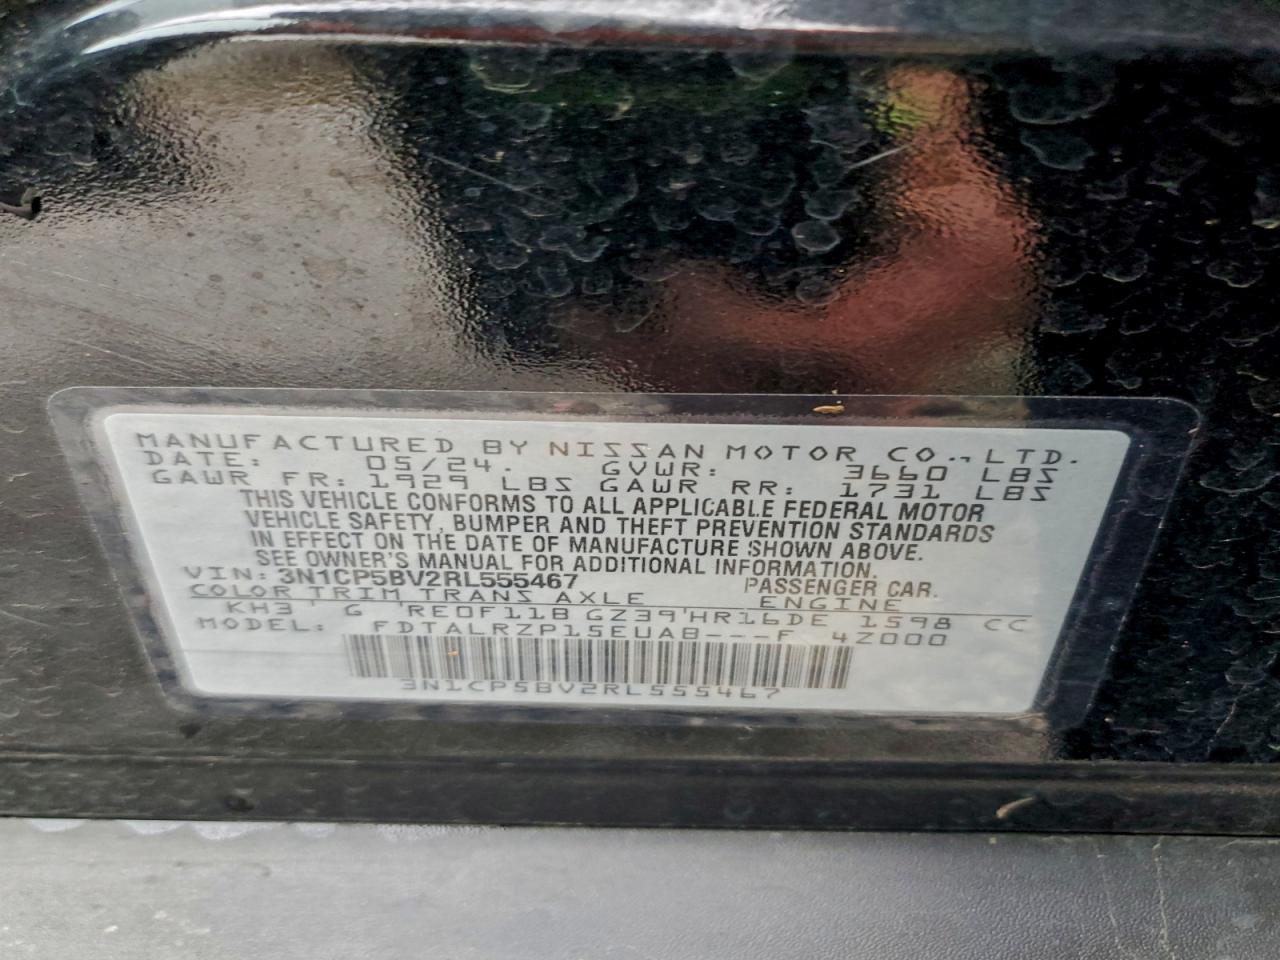 MANUFACTURED BY NISSAN MOTOR CO., LTD.
DATE: 05/24. GVWR: 3660 LBS
GAWR FR: 1929 LBS GAWR RR: 1731 LBS
THIS VEHICLE CONFORMS TO ALL APPLICABLE FEDERAL MOTOR
VEHICLE SAFETY, BUMPER AND THEFT PREVENTION STANDARDS
IN EFFECT ON THE DATE OF MANUFACTURE SHOWN ABOVE.
SEE OWNER'S MANUAL FOR ADDITIONAL INFORMATION.
VIN: 3N1CP5BV2RL555467 PASSENGER CAR.
COLOR TRIM TRANS AXLE ENGINE
KH3 ' G 'RE0F11B GZ39'HR16DE 1598 CC
MODEL: FDTALRZP15EUAB---F 4Z000
3N1CP5BV2RL555467